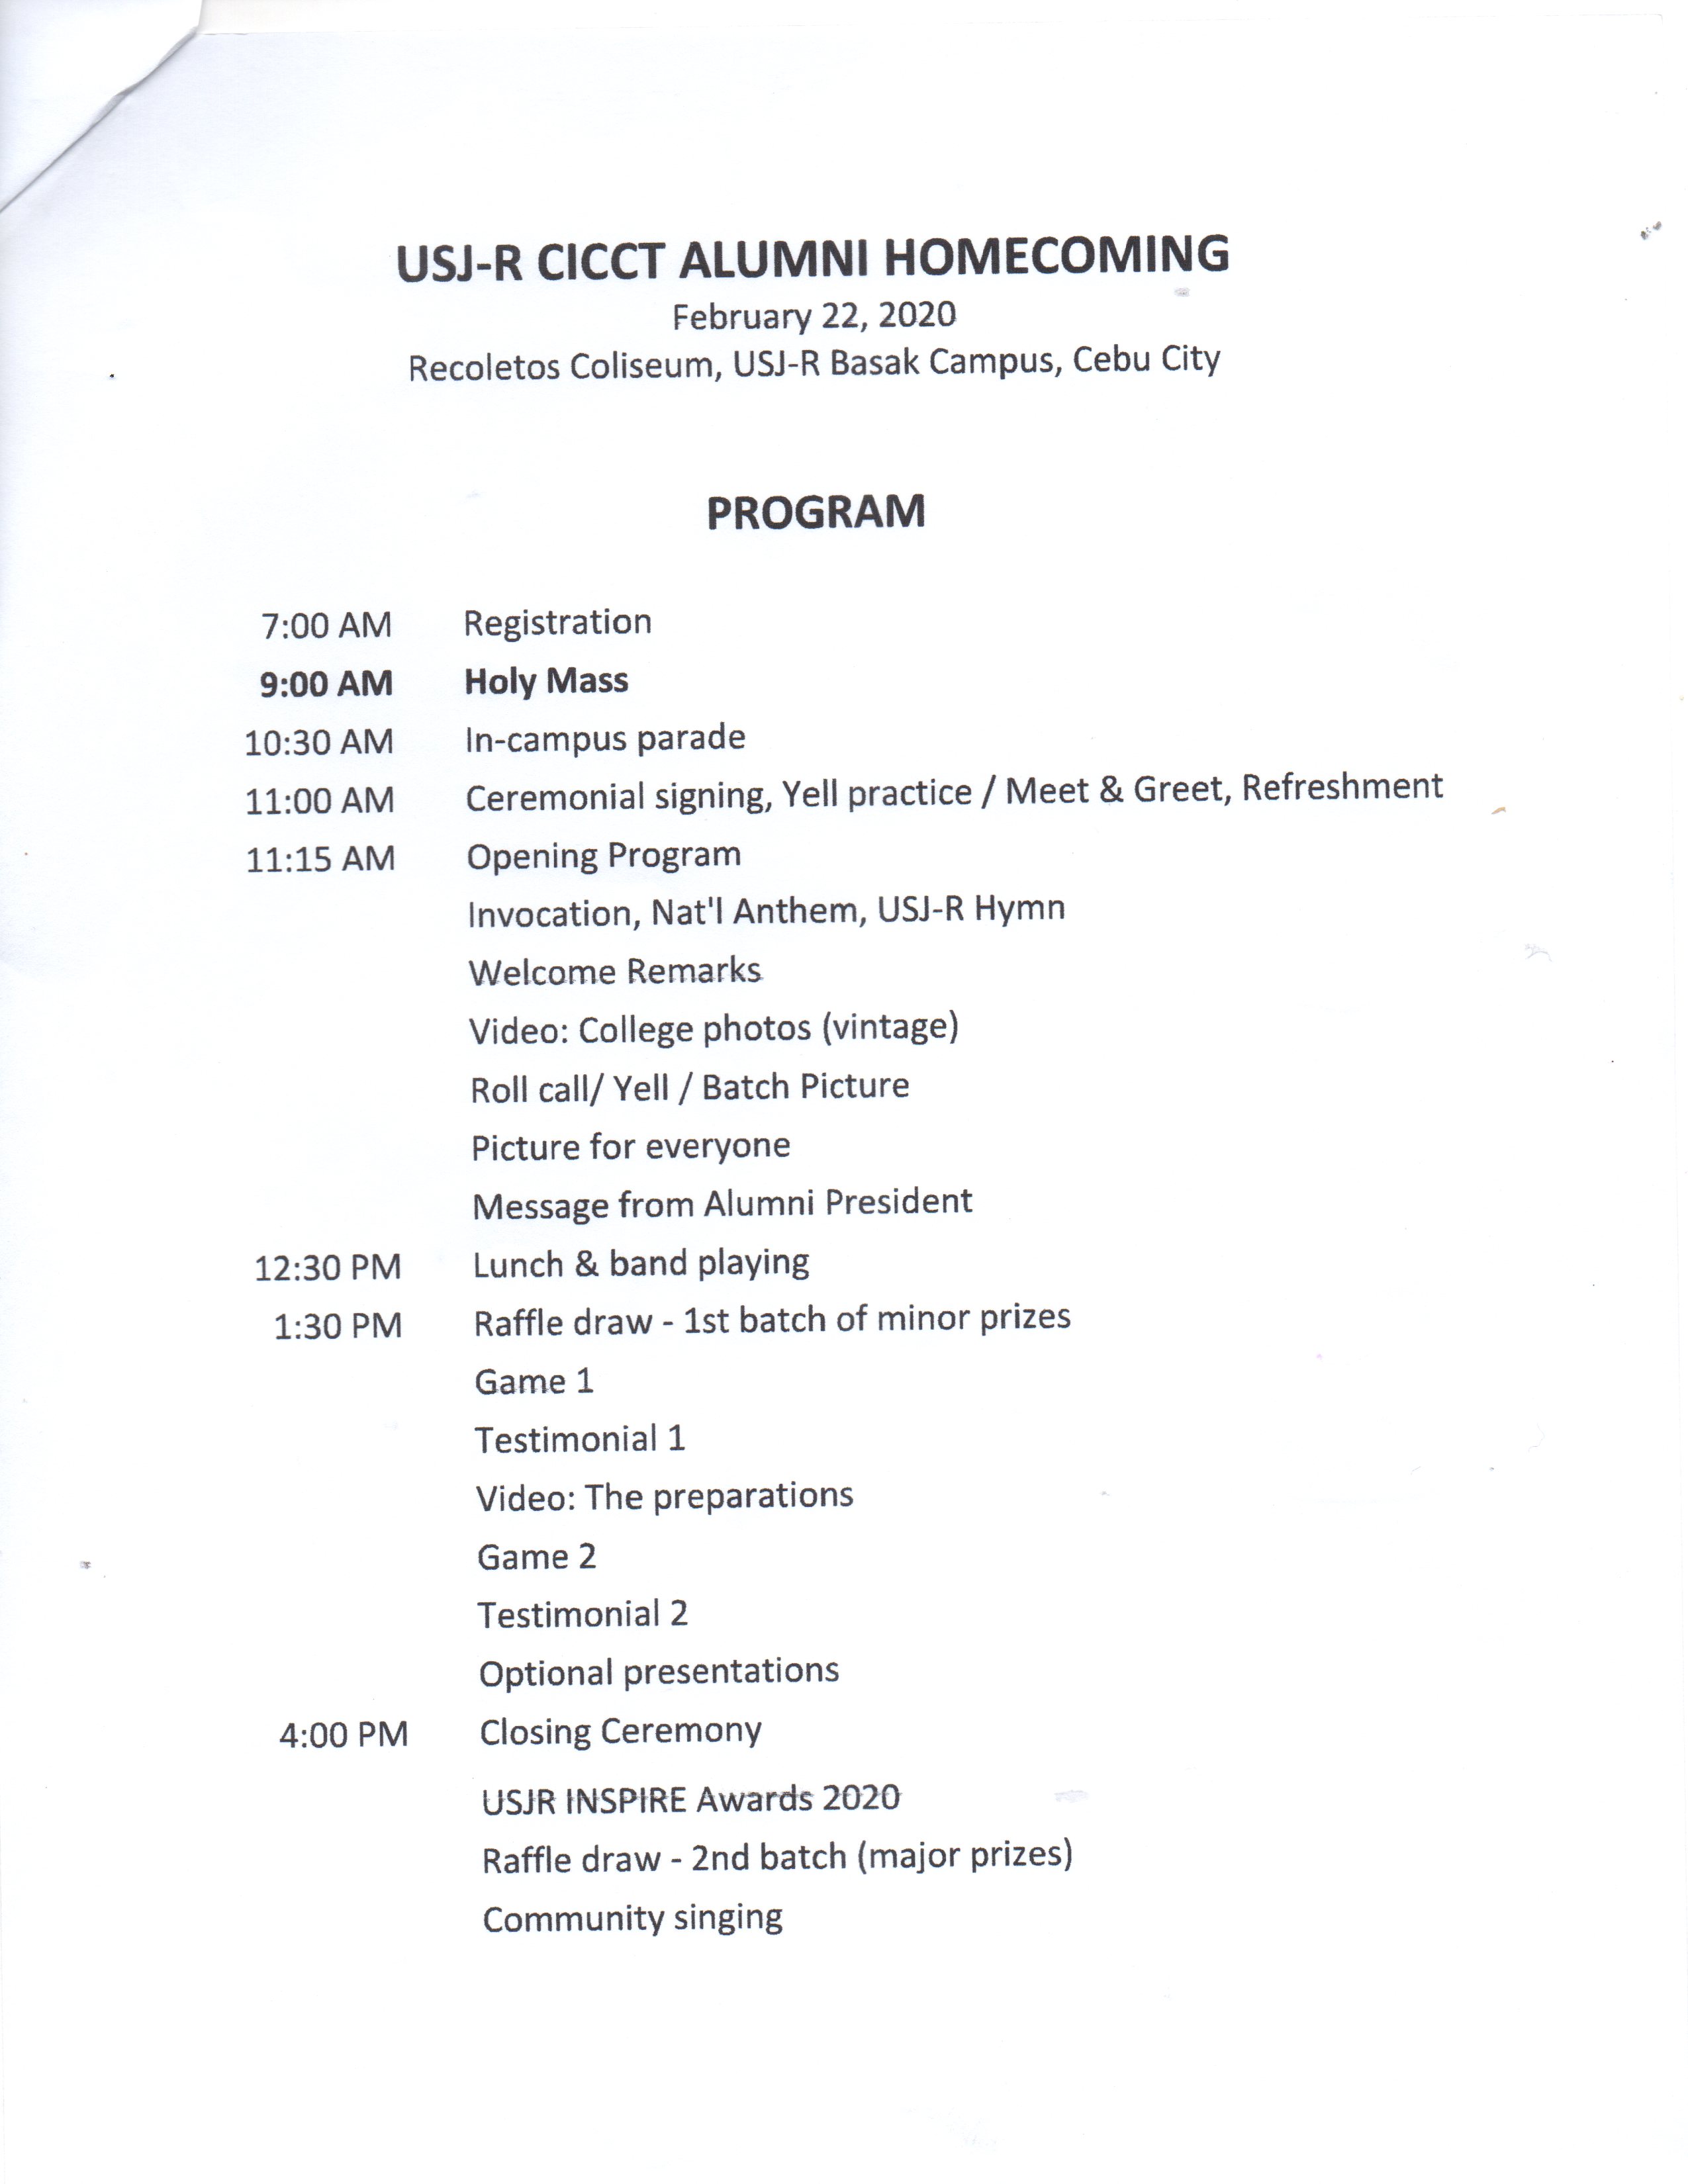 USJ-R CICCT ALUMNI HOMECOMING
February 22, 2020
Recoletos Coliseum, USJ-R Basak Campus, Cebu City
PROGRAM
7:00 AM Registration
9:00 AM Holy Mass
10:30 AM In-campus parade
11:00 AM Ceremonial signing, Yell practice / Meet & Greet, Refreshment
11:15 AM Opening Program
Invocation, Nat'l Anthem, USJ-R Hymn
Welcome Remarks
Video: College photos (vintage)
Roll call/ Yell / Batch Picture
Picture for everyone
Message from Alumni President
12:30 PM Lunch & band playing
1:30 PM Raffle draw - 1st batch of minor prizes
Game 1
Testimonial 1
Video: The preparations
Game 2
Testimonial 2
Optional presentations
4:00 PM Closing Ceremony
USJR INSPIRE Awards 2020
Raffle draw - 2nd batch (major prizes)
Community singing